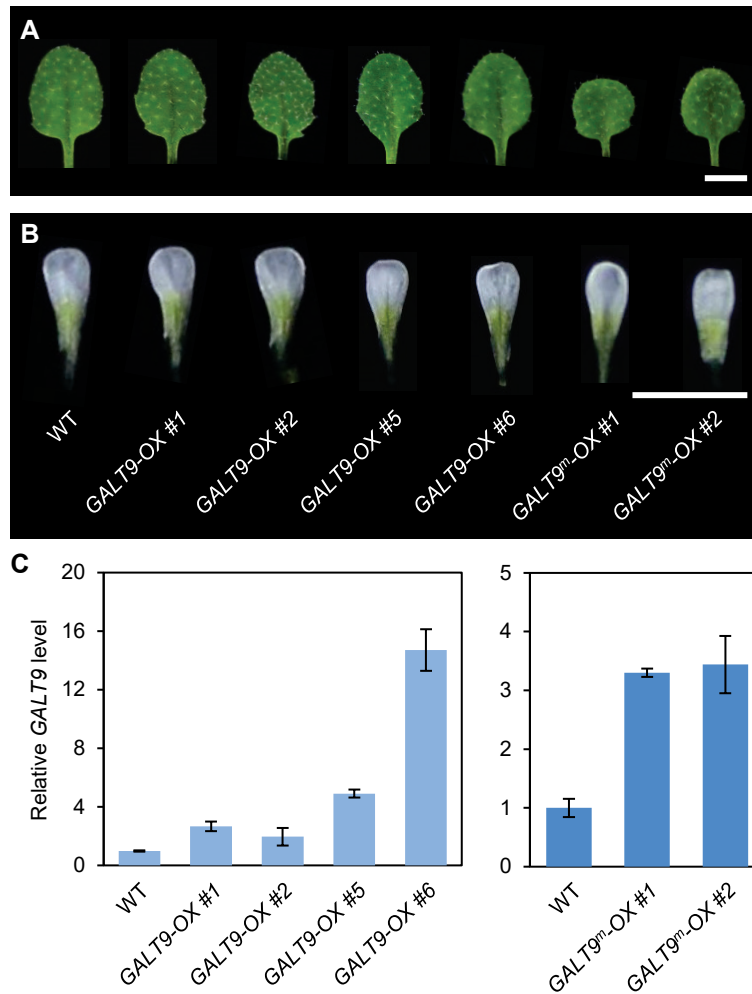 A
B
WT
GALT9-OX #1
GALT9-OX #2
GALT9-OX #5
GALT9-OX #6
GALT9ᵐ-OX #1
GALT9ᵐ-OX #2
C
Relative GALT9 level
20
16
12
8
4
0
WT
GALT9-OX #1
GALT9-OX #2
GALT9-OX #5
GALT9-OX #6
5
4
3
2
1
0
WT
GALT9ᵐ-OX #1
GALT9ᵐ-OX #2